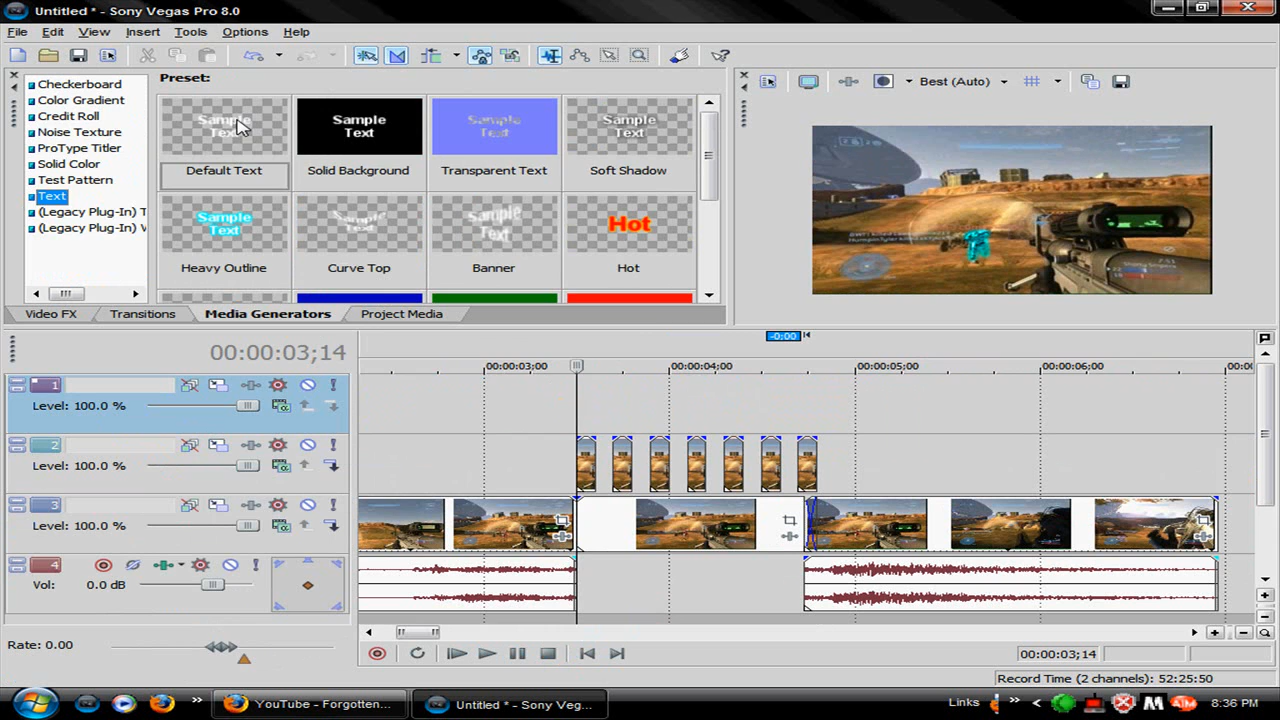 Untitled * - Sony Vegas Pro 8.0
File Edit View Insert Tools Options Help
Checkerboard
Color Gradient
Credit Roll
Noise Texture
ProType Titler
Solid Color
Test Pattern
Text
(Legacy Plug-In) T
(Legacy Plug-In) V
Preset:
Sample
Text
Sample
Text
Sample
Text
Sample
Text
Default Text Solid Background Transparent Text Soft Shadow
Sample
Text
Sample
Text
Sample
Text
Hot
Heavy Outline Curve Top Banner Hot
Best (Auto)
Video FX Transitions Media Generators Project Media
-0;00
00:00:03;14
00:00:03;00 00:00:04;00 00:00:05;00 00:00:06;00 00:0
1
Level: 100.0 %
2
Level: 100.0 %
3
Level: 100.0 %
4
Vol: 0.0 dB
Rate: 0.00
00:00:03;14
Record Time (2 channels): 52:25:50
YouTube - Forgotten...
Untitled * - Sony Veg...
Links
8:36 PM